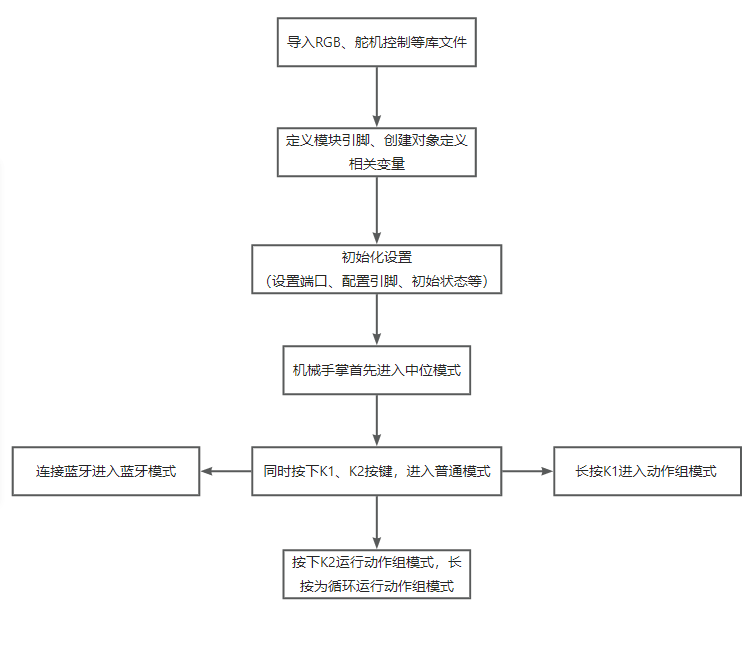 导入RGB、舵机控制等库文件
定义模块引脚、创建对象定义
相关变量
初始化设置
（设置端口、配置引脚、初始状态等）
机械手掌首先进入中位模式
连接蓝牙进入蓝牙模式
同时按下K1、K2按键，进入普通模式
长按K1进入动作组模式
按下K2运行动作组模式，长
按为循环运行动作组模式